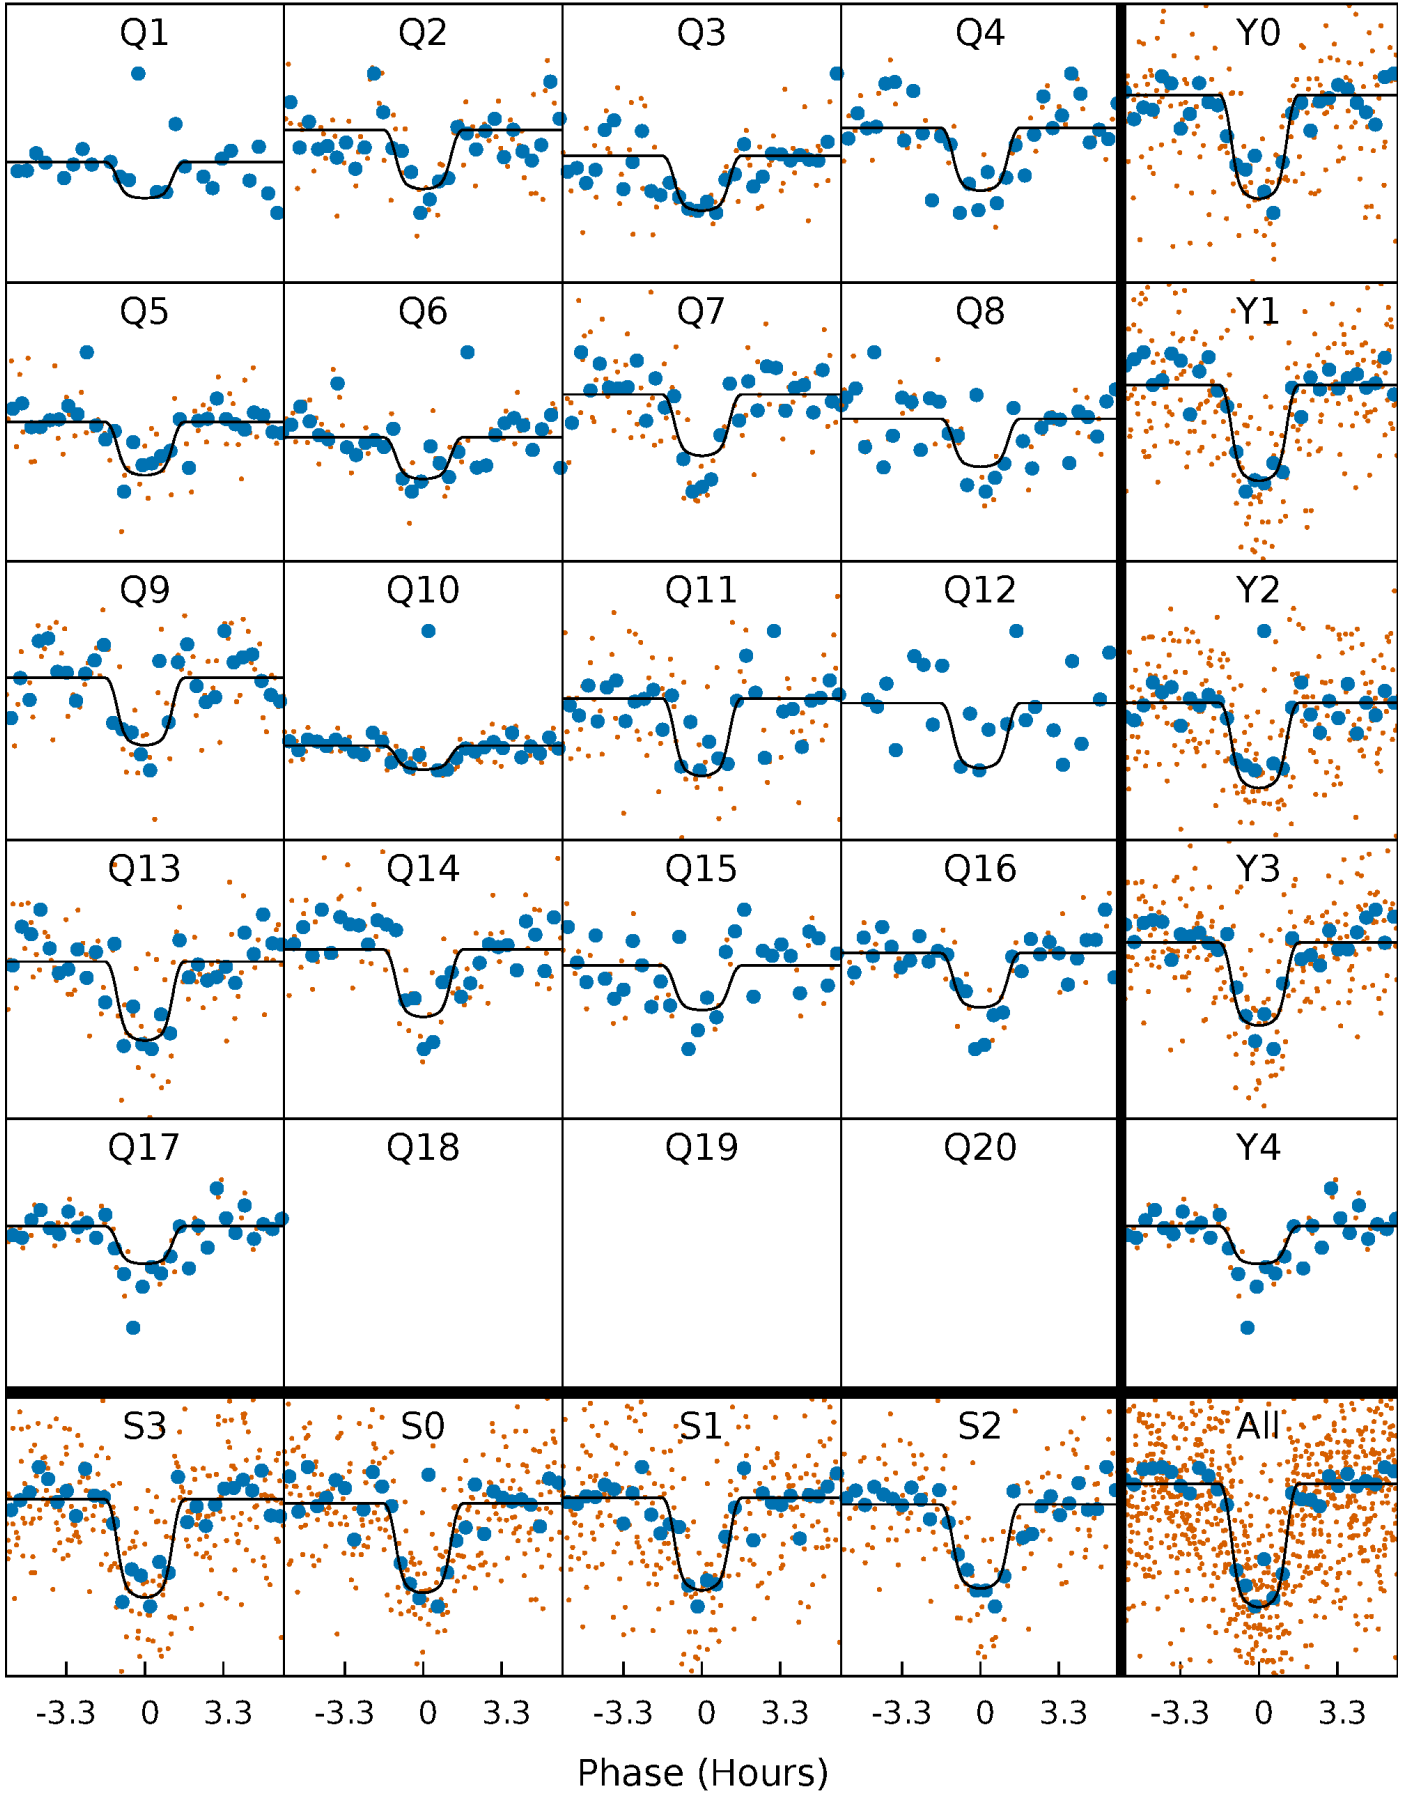 Q1 Q2 Q3 Q4 Y0
Q5 Q6 Q7 Q8 Y1
Q9 Q10 Q11 Q12 Y2
Q13 Q14 Q15 Q16 Y3
Q17 Q18 Q19 Q20 Y4
S3 S0 S1 S2 All
-3.3 0 3.3 -3.3 0 3.3 -3.3 0 3.3 -3.3 0 3.3 -3.3 0 3.3
Phase (Hours)